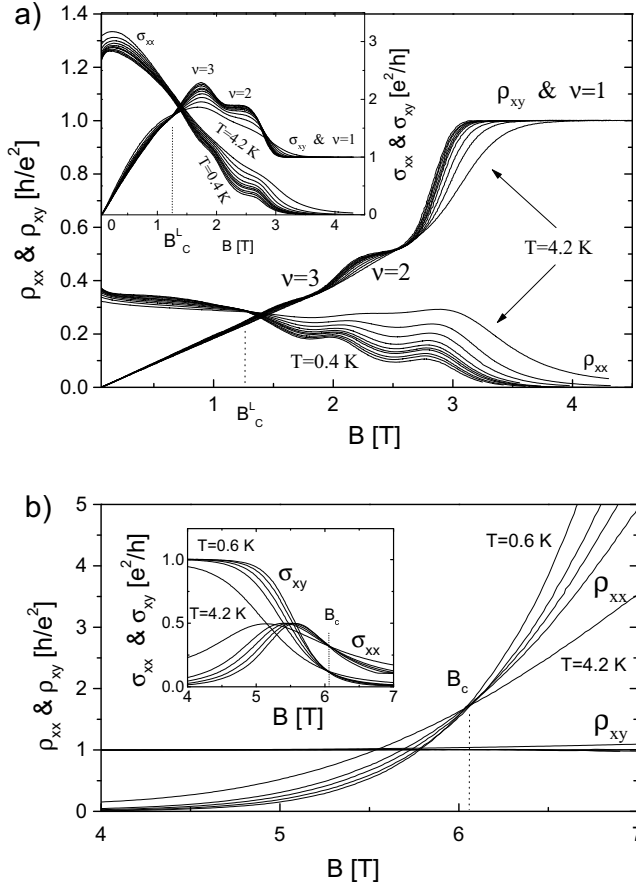 a)
ρxx & ρxy [h/e²]
1.4
1.2
1.0
0.8
0.6
0.4
0.2
0.0
σxx
ν=3
ν=2
T=4.2 K
T=0.4 K
σxy & ν=1
3
2
1
0
σxx & σxy [e²/h]
0 1 2 3 4
B_C^L
B [T]
ρxy & ν=1
T=4.2 K
ν=3
ν=2
T=0.4 K
ρxx
1 2 3 4
B_C^L
B [T]
b)
ρxx & ρxy [h/e²]
5
4
3
2
1
0
σxx & σxy [e²/h]
1.0
0.5
0.0
T=0.6 K
σxy
T=4.2 K
Bc
σxx
4 5 6 7
B [T]
T=0.6 K
ρxx
T=4.2 K
Bc
ρxy
4 5 6 7
B [T]